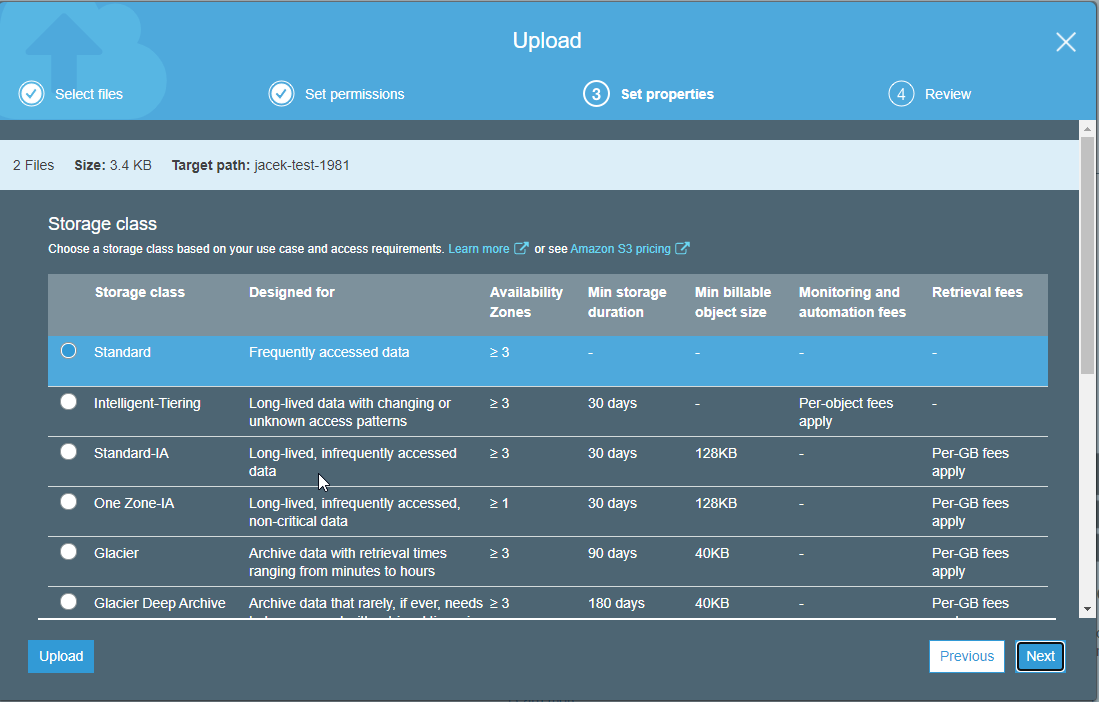 Upload
Select files
Set permissions
3 Set properties
4 Review
2 Files Size: 3.4 KB Target path: jacek-test-1981
Storage class
Choose a storage class based on your use case and access requirements. Learn more or see Amazon S3 pricing
Storage class Designed for Availability Zones Min storage duration Min billable object size Monitoring and automation fees Retrieval fees
Standard Frequently accessed data ≥ 3 - - - -
Intelligent-Tiering Long-lived data with changing or unknown access patterns ≥ 3 30 days - Per-object fees apply -
Standard-IA Long-lived, infrequently accessed data ≥ 3 30 days 128KB - Per-GB fees apply
One Zone-IA Long-lived, infrequently accessed, non-critical data ≥ 1 30 days 128KB - Per-GB fees apply
Glacier Archive data with retrieval times ranging from minutes to hours ≥ 3 90 days 40KB - Per-GB fees apply
Glacier Deep Archive Archive data that rarely, if ever, needs ≥ 3 180 days 40KB - Per-GB fees
Upload
Previous
Next